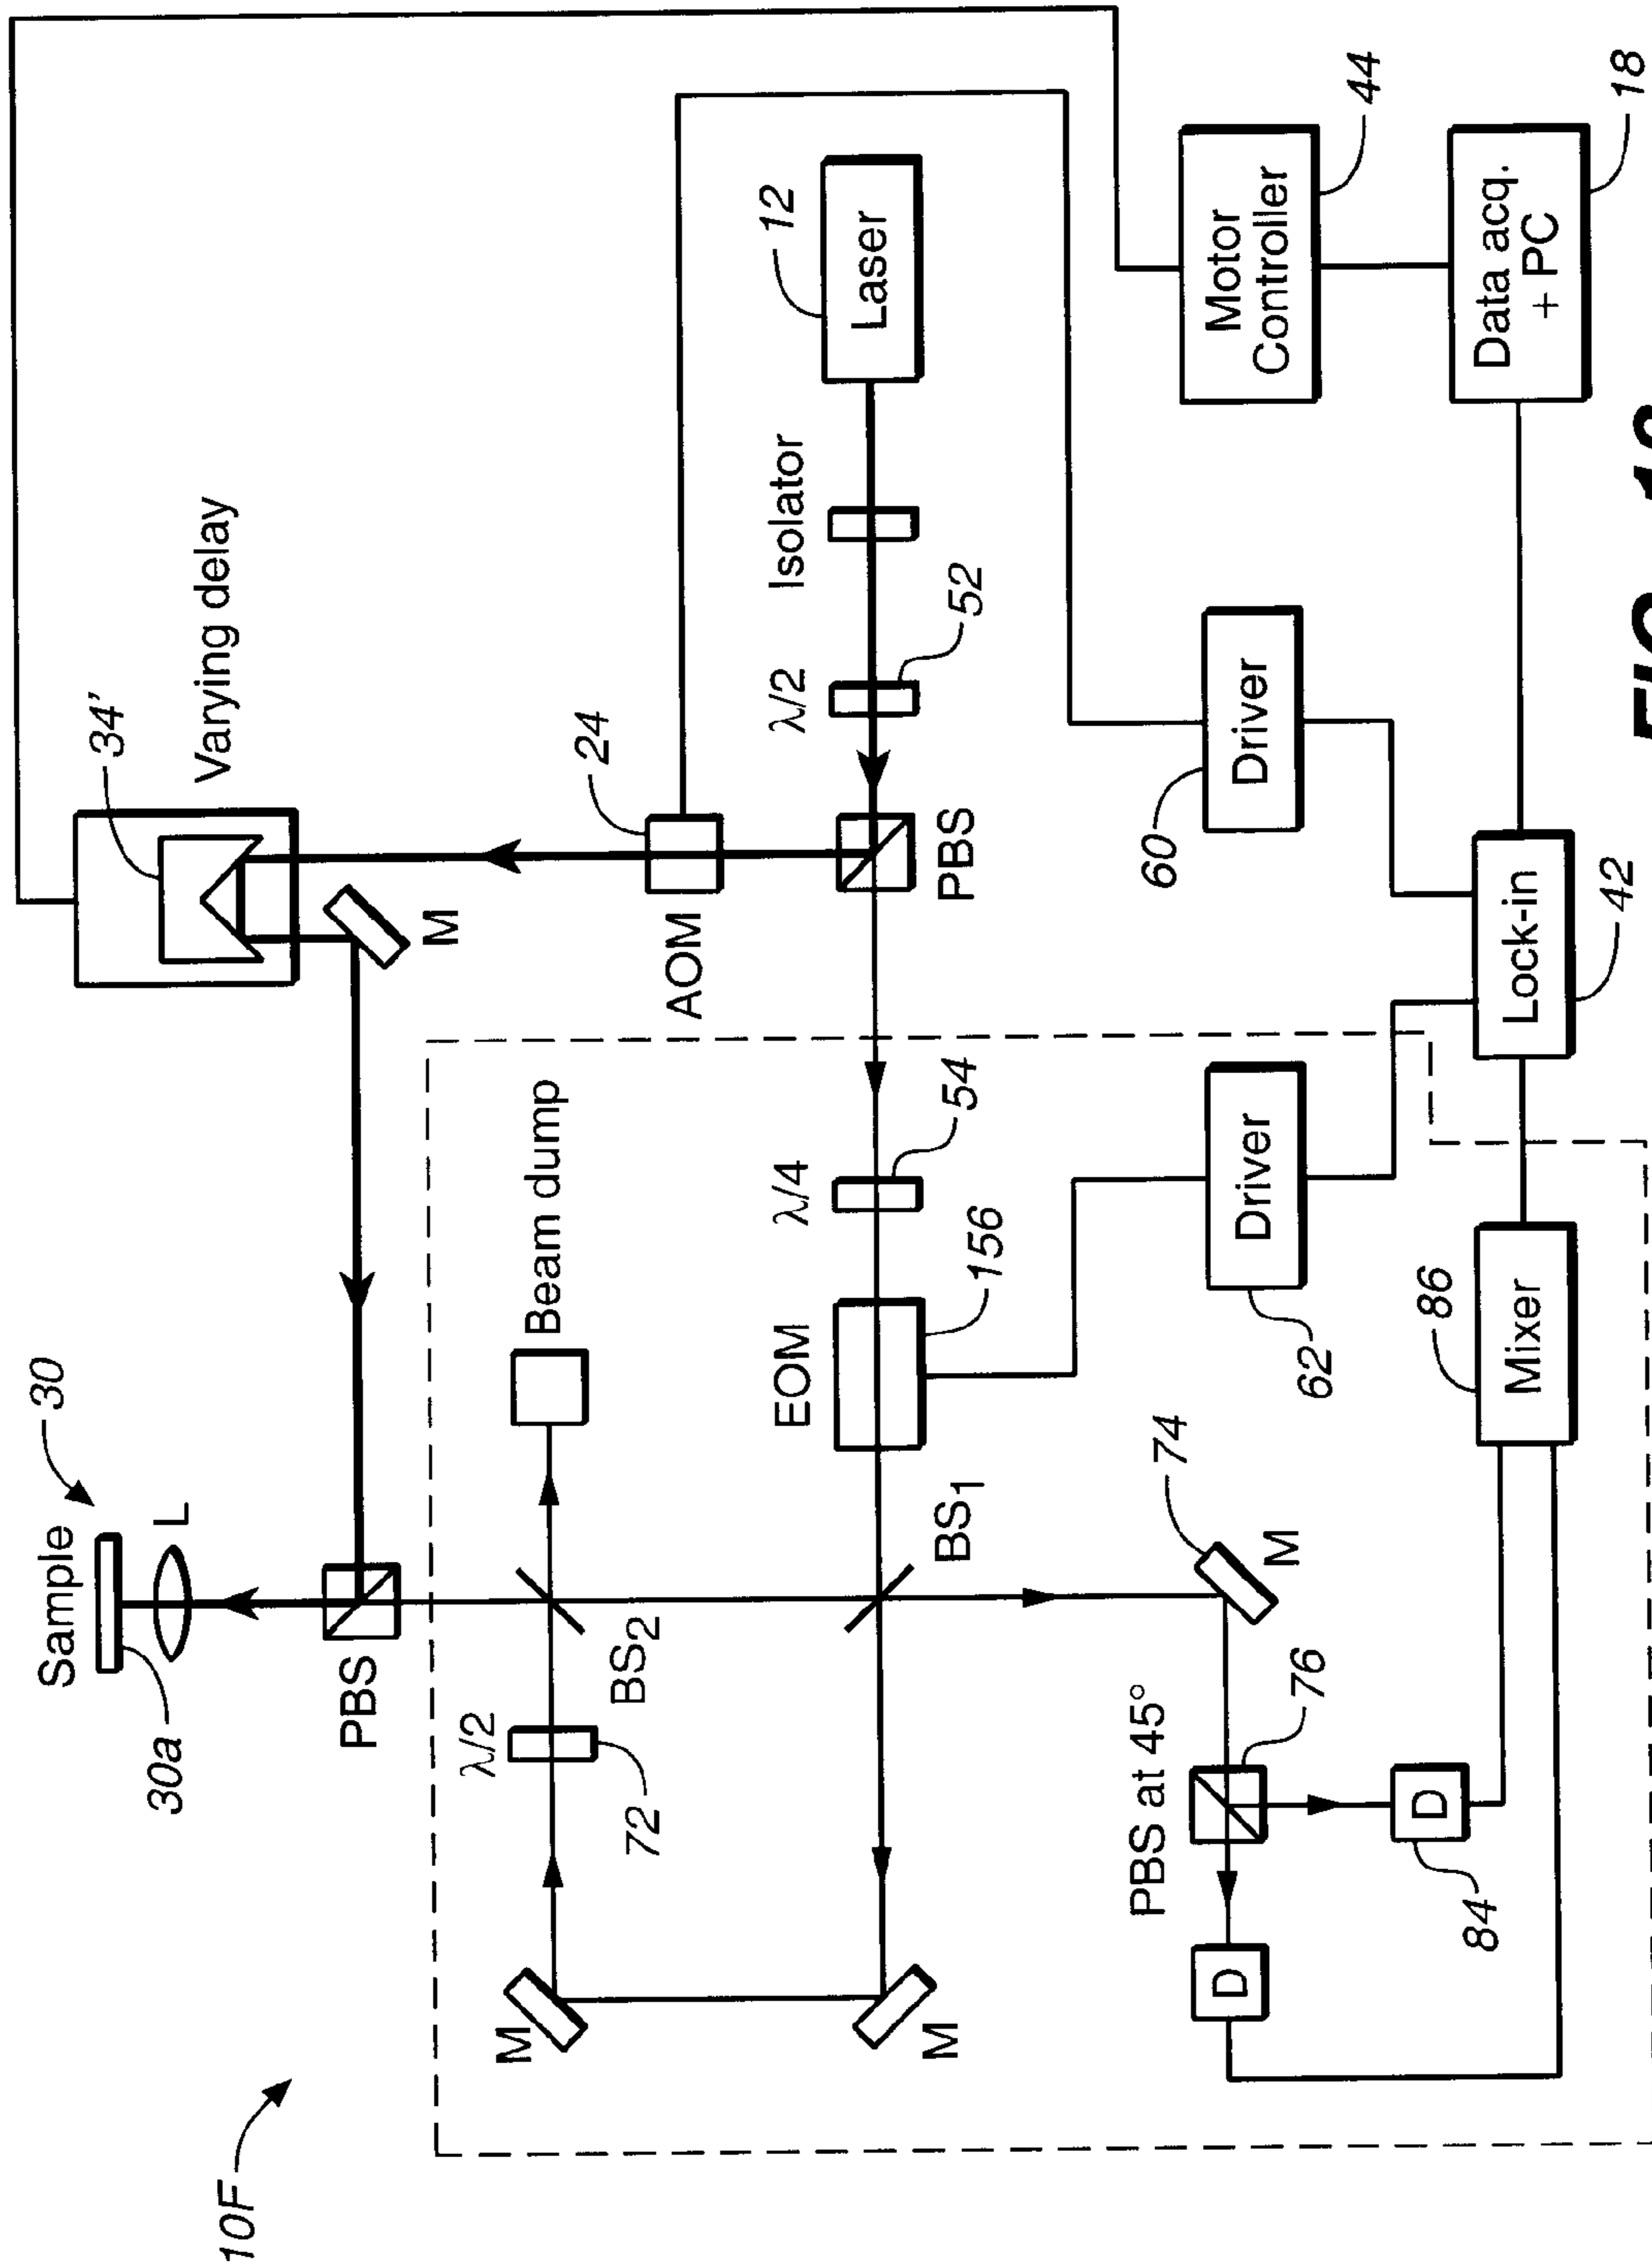 10F
Sample
30
30a
L
PBS
34'
Varying delay
M
24
AOM
12
Laser
Isolator
λ/2
52
PBS
Beam dump
λ/4
54
EOM
156
BS1
BS2
λ/2
72
M
M
74
M
PBS at 45°
76
D
D
84
86
Mixer
62
Driver
60
Driver
Lock-in
42
Motor
Controller
44
Data acq.
+ PC
18